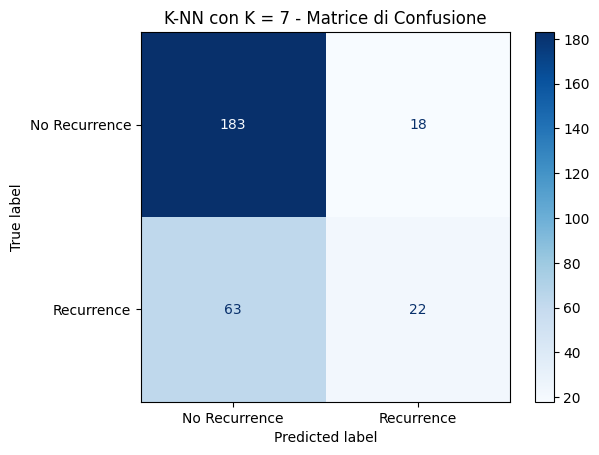 K-NN con K = 7 - Matrice di Confusione
True label
No Recurrence
183
18
Recurrence
63
22
No Recurrence
Recurrence
Predicted label
180
160
140
120
100
80
60
40
20